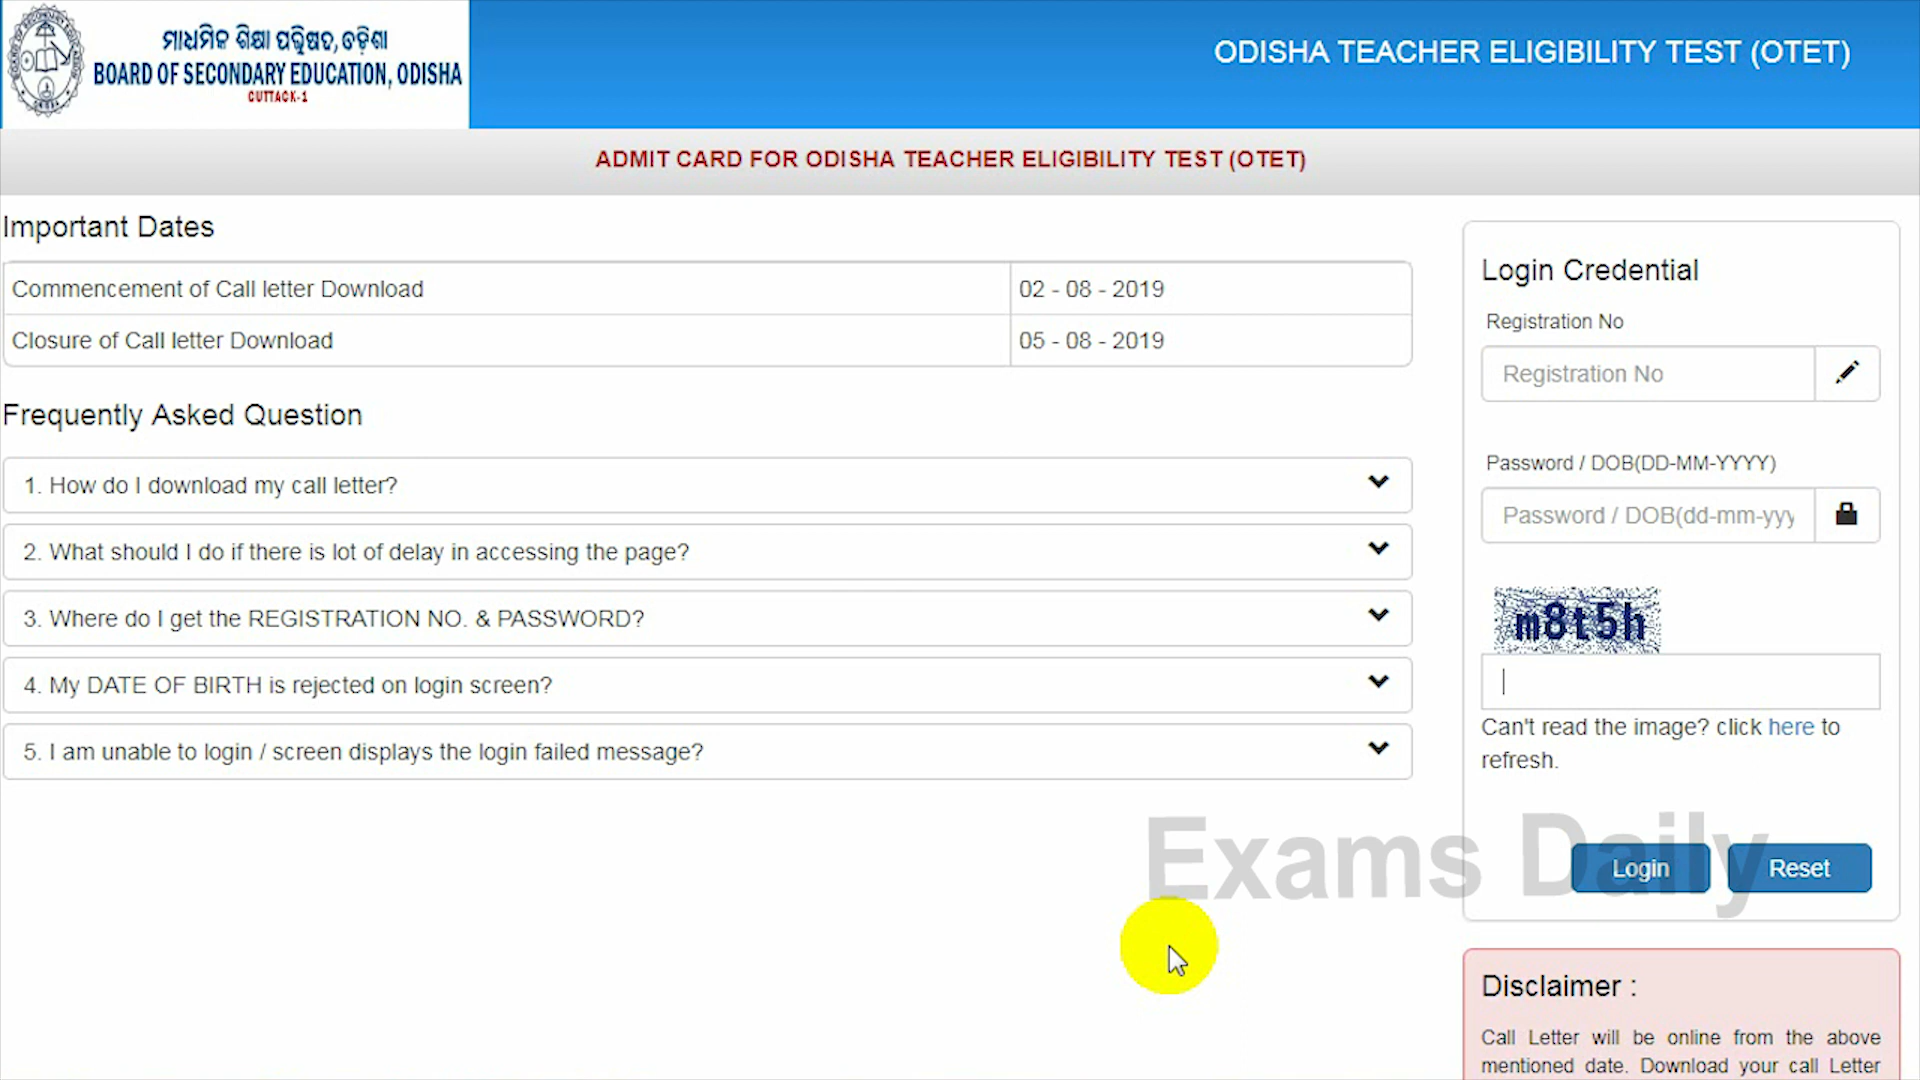 ମାଧ୍ୟମିକ ଶିକ୍ଷା ପରିଷଦ, ଓଡ଼ିଶା
BOARD OF SECONDARY EDUCATION, ODISHA
CUTTACK-1
ODISHA TEACHER ELIGIBILITY TEST (OTET)
ADMIT CARD FOR ODISHA TEACHER ELIGIBILITY TEST (OTET)
Important Dates
Commencement of Call letter Download 02 - 08 - 2019
Closure of Call letter Download 05 - 08 - 2019
Frequently Asked Question
1. How do I download my call letter?
2. What should I do if there is lot of delay in accessing the page?
3. Where do I get the REGISTRATION NO. & PASSWORD?
4. My DATE OF BIRTH is rejected on login screen?
5. I am unable to login / screen displays the login failed message?
Login Credential
Registration No
Registration No
Password / DOB(DD-MM-YYYY)
Password / DOB(dd-mm-yyy
m8t5h
Can't read the image? click here to
refresh.
Login Reset
Exams Daily
Disclaimer :
Call Letter will be online from the above
mentioned date. Download your call Letter